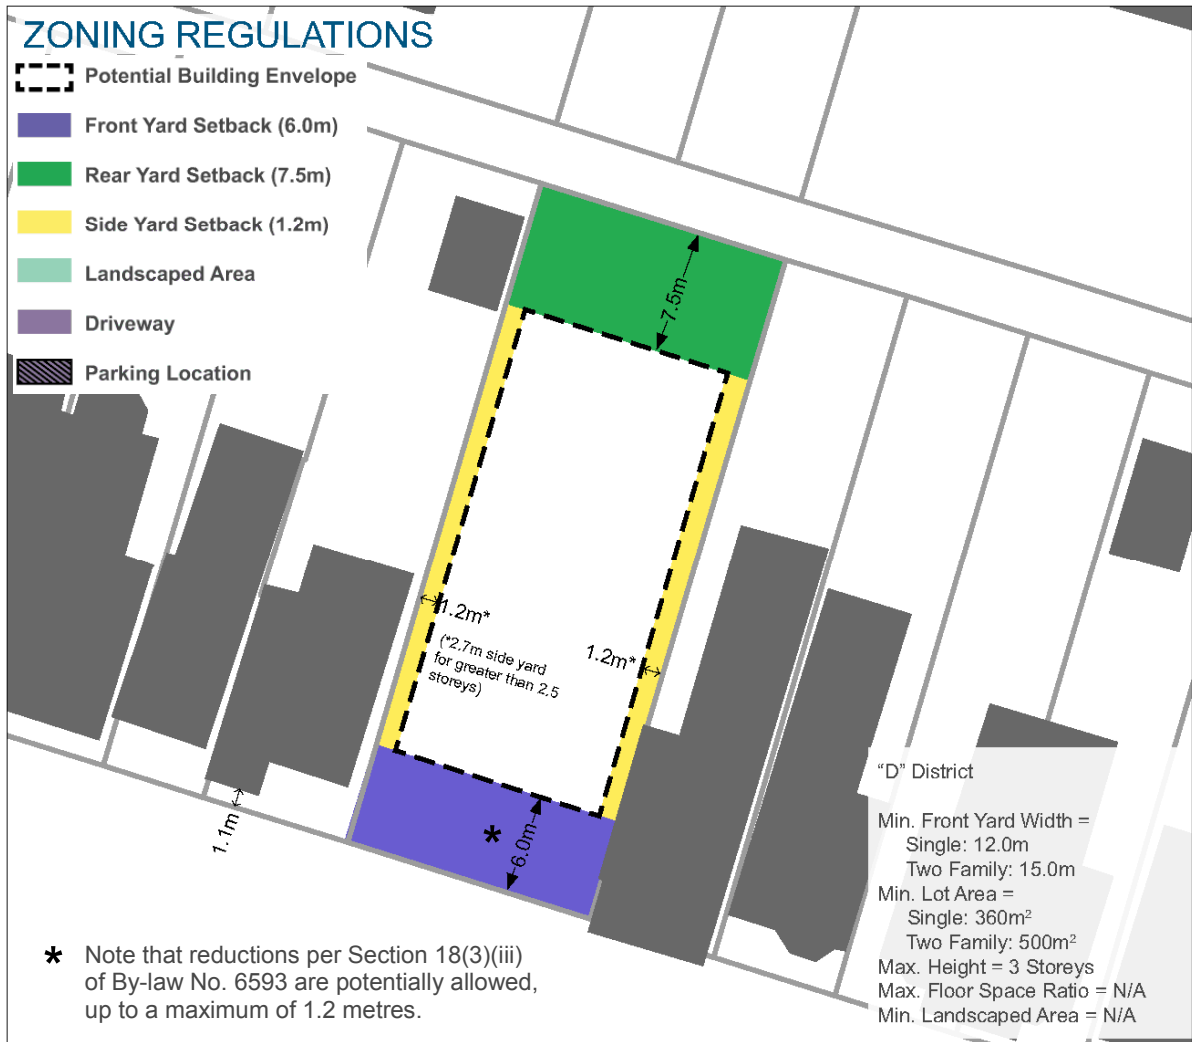 ZONING REGULATIONS
Potential Building Envelope
Front Yard Setback (6.0m)
Rear Yard Setback (7.5m)
Side Yard Setback (1.2m)
Landscaped Area
Driveway
Parking Location
7.5m
1.2m*
(*2.7m side yard
for greater than 2.5
storeys)
1.2m*
1.1m
*
6.0m
"D" District
Min. Front Yard Width =
Single: 12.0m
Two Family: 15.0m
Min. Lot Area =
Single: 360m²
Two Family: 500m²
Max. Height = 3 Storeys
Max. Floor Space Ratio = N/A
Min. Landscaped Area = N/A
* Note that reductions per Section 18(3)(iii)
of By-law No. 6593 are potentially allowed,
up to a maximum of 1.2 metres.